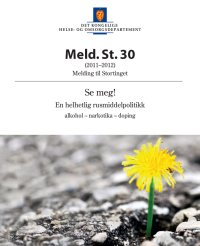 DET KONGELIGE
HELSE- OG OMSORGSDEPARTEMENT
Meld. St. 30
(2011–2012)
Melding til Stortinget
Se meg!
En helhetlig rusmiddelpolitikk
alkohol – narkotika – doping